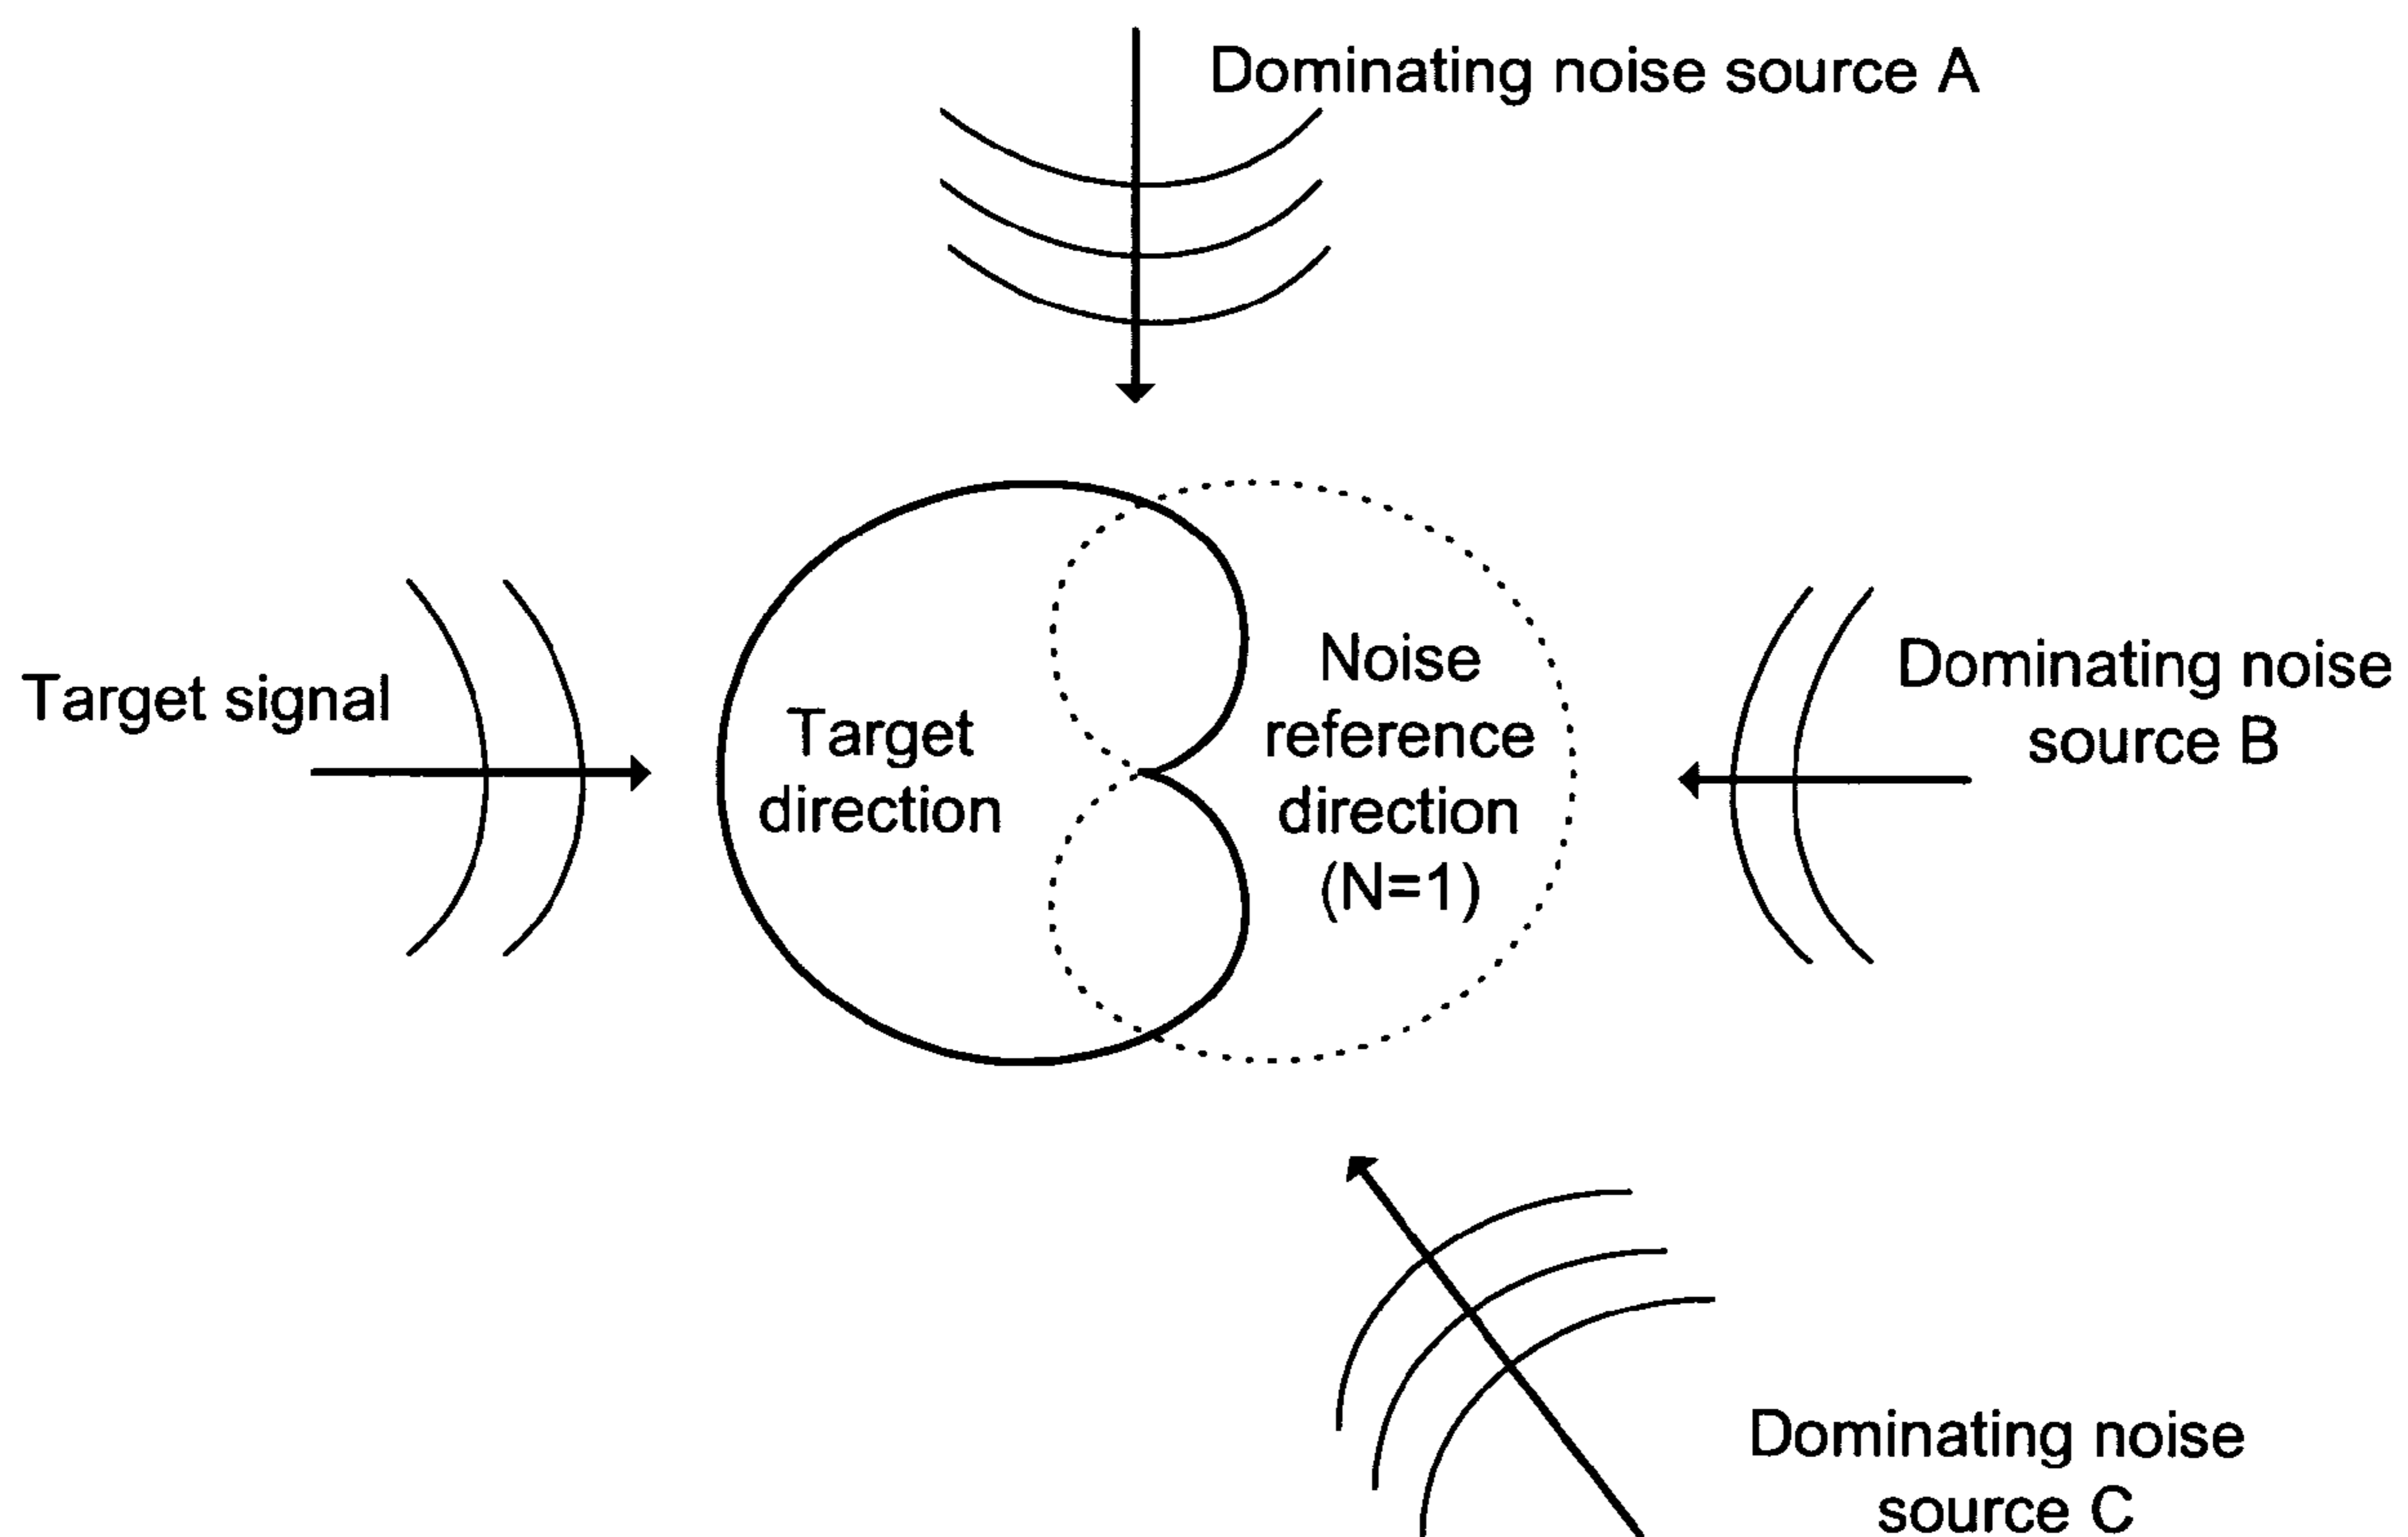 Dominating noise source A
Target signal
Target
direction
Noise
reference
direction
(N=1)
Dominating noise
source B
Dominating noise
source C